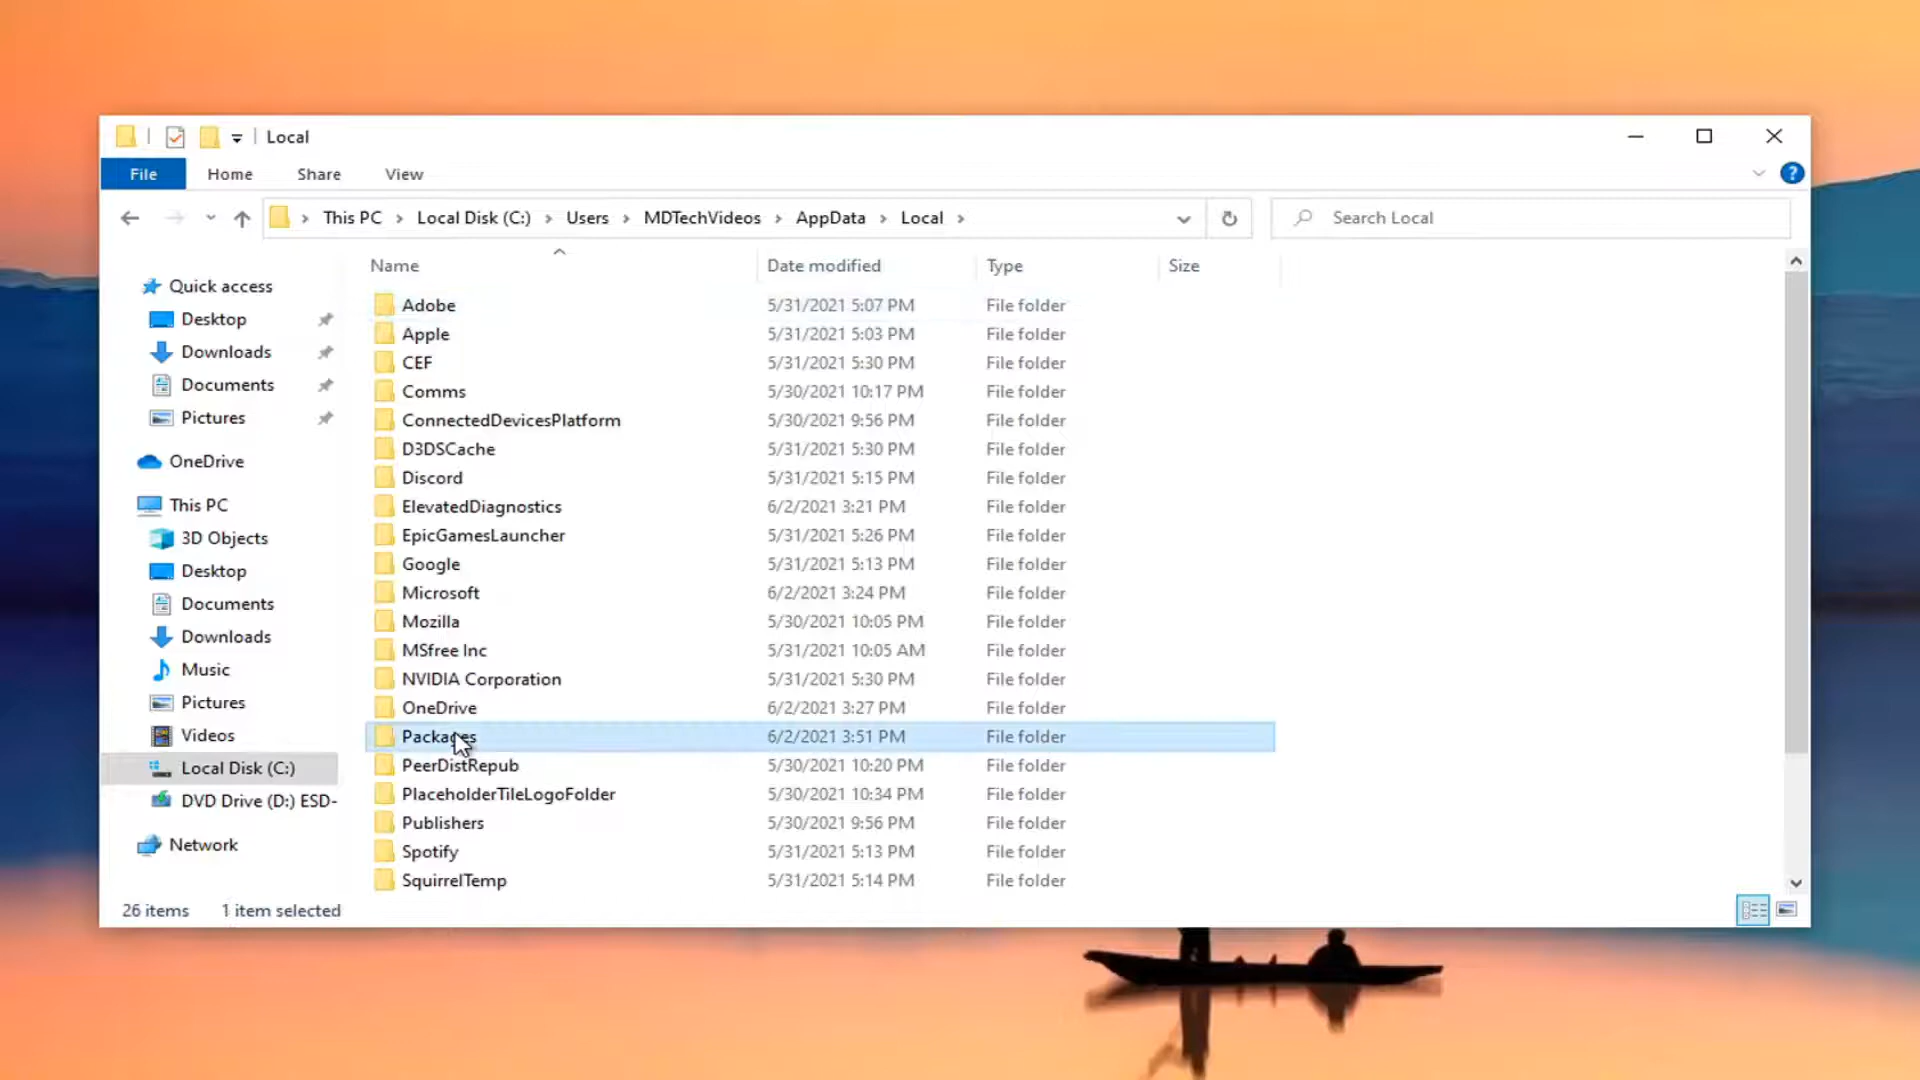 Local
File Home Share View
This PC Local Disk (C:) Users MDTechVideos AppData Local Search Local
Name Date modified Type Size
Quick access
Desktop
Downloads
Documents
Pictures
OneDrive
This PC
3D Objects
Desktop
Documents
Downloads
Music
Pictures
Videos
Local Disk (C:)
DVD Drive (D:) ESD-
Network
Adobe 5/31/2021 5:07 PM File folder
Apple 5/31/2021 5:03 PM File folder
CEF 5/31/2021 5:30 PM File folder
Comms 5/30/2021 10:17 PM File folder
ConnectedDevicesPlatform 5/30/2021 9:56 PM File folder
D3DSCache 5/31/2021 5:30 PM File folder
Discord 5/31/2021 5:15 PM File folder
ElevatedDiagnostics 6/2/2021 3:21 PM File folder
EpicGamesLauncher 5/31/2021 5:26 PM File folder
Google 5/31/2021 5:13 PM File folder
Microsoft 6/2/2021 3:24 PM File folder
Mozilla 5/30/2021 10:05 PM File folder
MSfree Inc 5/31/2021 10:05 AM File folder
NVIDIA Corporation 5/31/2021 5:30 PM File folder
OneDrive 6/2/2021 3:27 PM File folder
Packages 6/2/2021 3:51 PM File folder
PeerDistRepub 5/30/2021 10:20 PM File folder
PlaceholderTileLogoFolder 5/30/2021 10:34 PM File folder
Publishers 5/30/2021 9:56 PM File folder
Spotify 5/31/2021 5:13 PM File folder
SquirrelTemp 5/31/2021 5:14 PM File folder
26 items 1 item selected